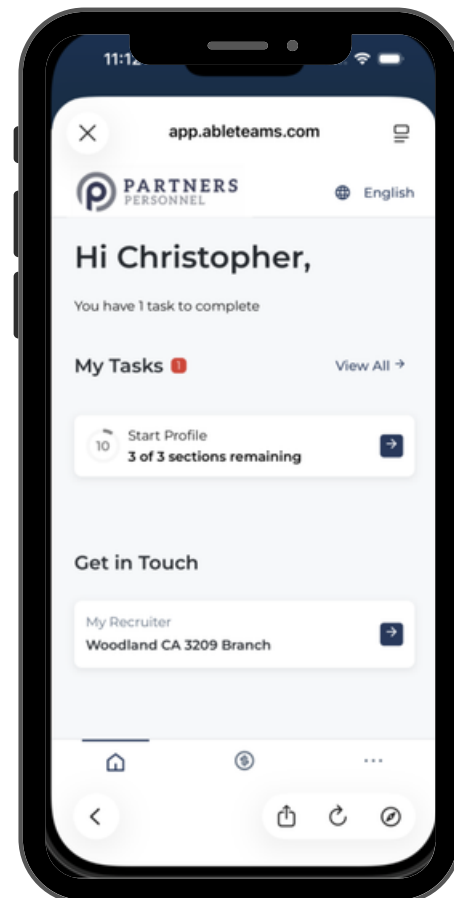 app.ableteams.com
PARTNERS
PERSONNEL
English
Hi Christopher,
You have 1 task to complete
My Tasks 1
View All →
10
Start Profile
3 of 3 sections remaining
Get in Touch
My Recruiter
Woodland CA 3209 Branch